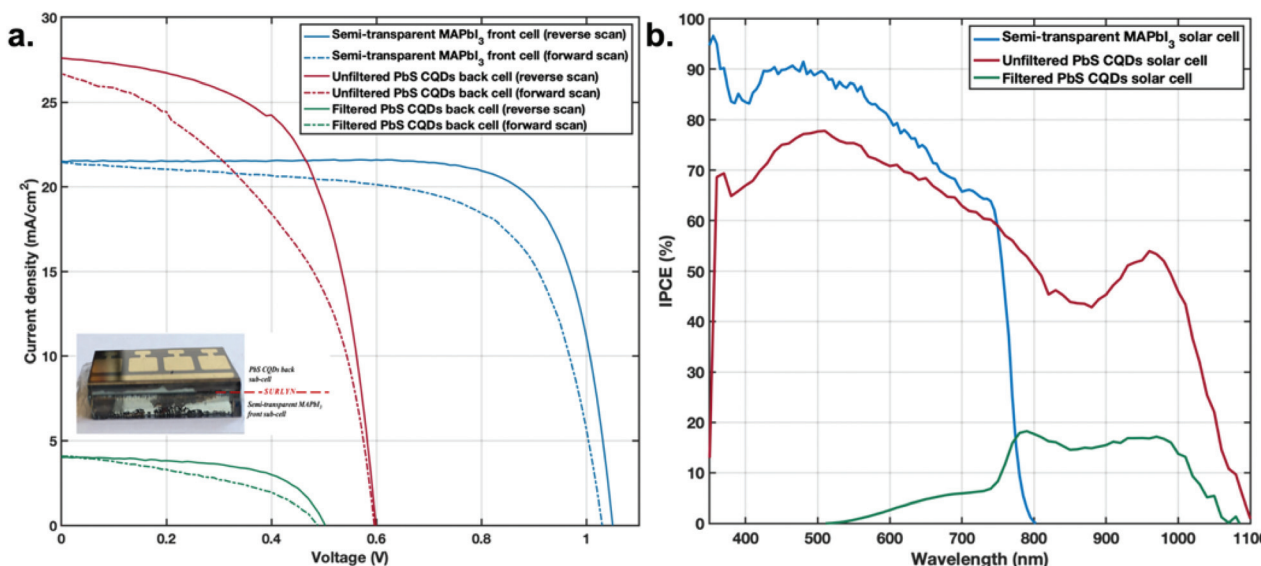 a.
30
25
20
15
10
5
0
Current density (mA/cm²)
Semi-transparent MAPbI₃ front cell (reverse scan)
Semi-transparent MAPbI₃ front cell (forward scan)
Unfiltered PbS CQDs back cell (reverse scan)
Unfiltered PbS CQDs back cell (forward scan)
Filtered PbS CQDs back cell (reverse scan)
Filtered PbS CQDs back cell (forward scan)
PbS CQDs back
sub-cell
SURLYN
Semi-transparent MAPbI₃
front sub-cell
0 0.2 0.4 0.6 0.8 1
Voltage (V)
b.
100
90
80
70
60
50
40
30
20
10
0
IPCE (%)
Semi-transparent MAPbI₃ solar cell
Unfiltered PbS CQDs solar cell
Filtered PbS CQDs solar cell
400 500 600 700 800 900 1000 110
Wavelength (nm)